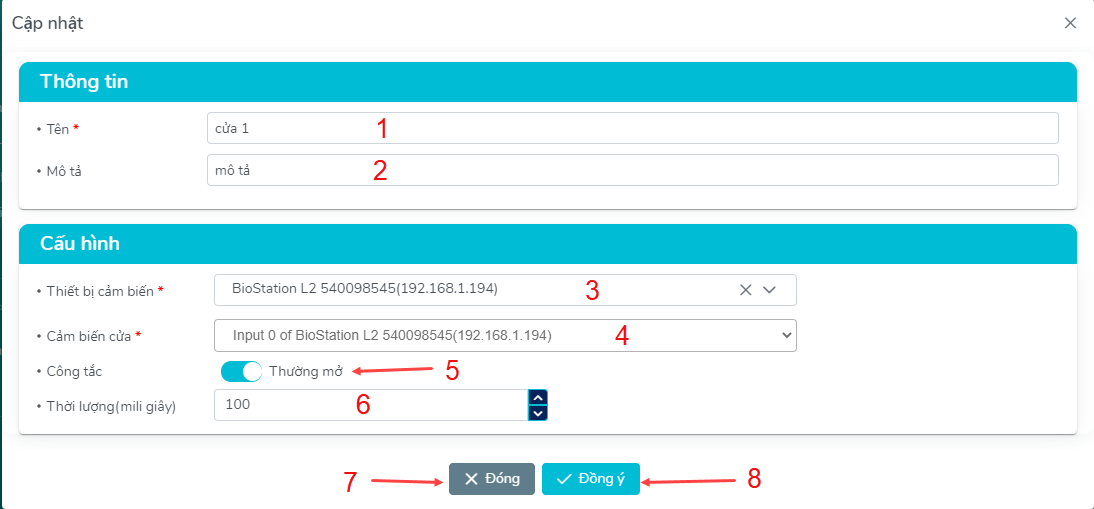 Cập nhật
Thông tin
• Tên * cửa 1 1
• Mô tả mô tả 2
Cấu hình
• Thiết bị cảm biến * BioStation L2 540098545(192.168.1.194) 3
• Cảm biến cửa * Input 0 of BioStation L2 540098545(192.168.1.194) 4
• Công tắc Thường mở 5
• Thời lượng(mili giây) 100 6
7 Đóng Đồng ý 8